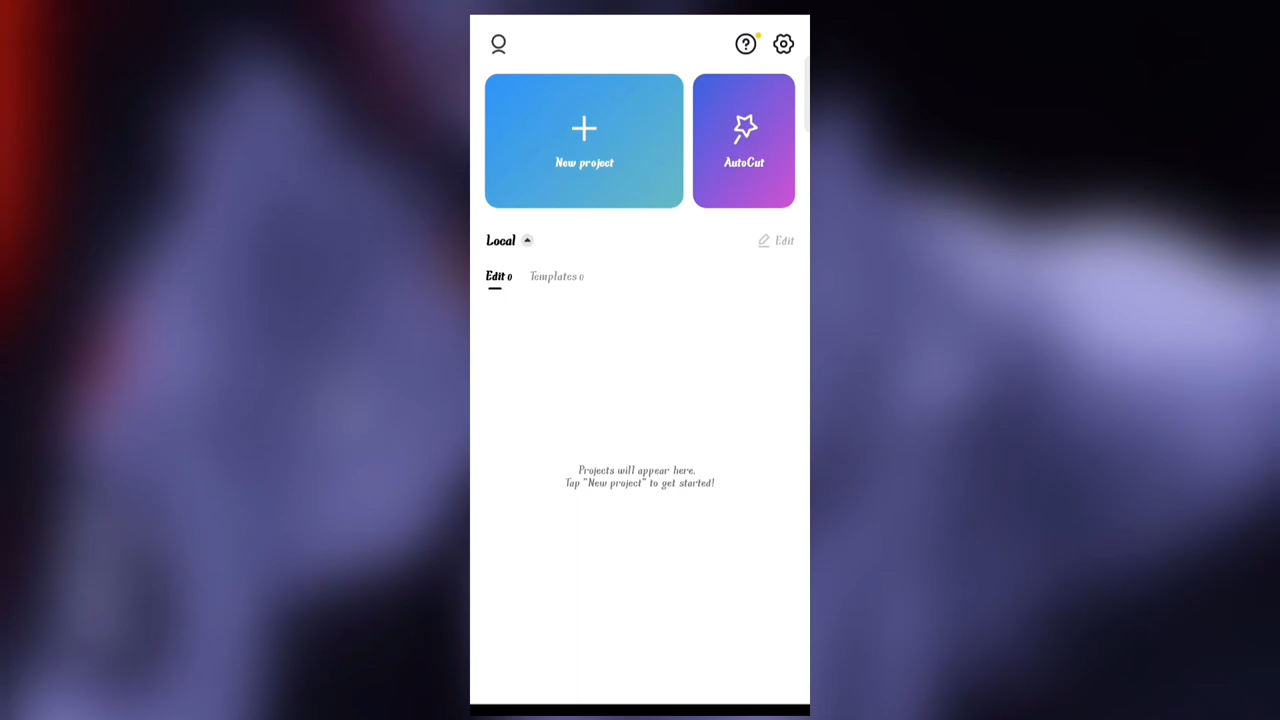 New project
AutoCut
Local
Edit
Edit 0
Templates 0
Projects will appear here.
Tap "New project" to get started!